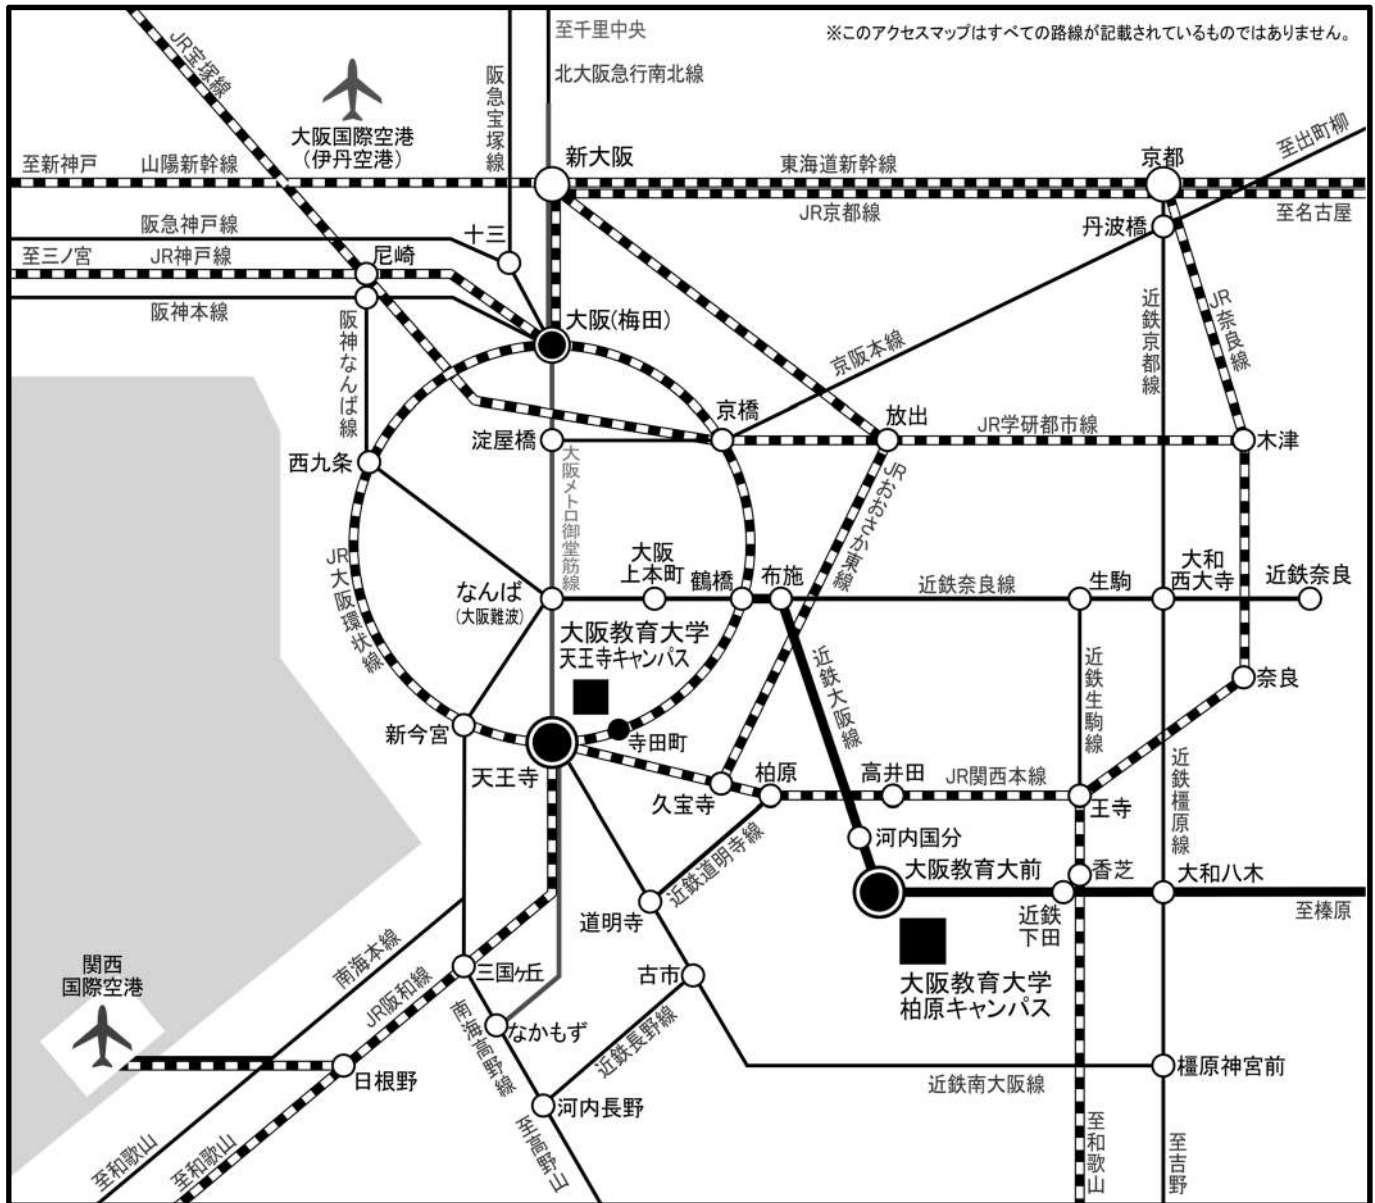 ※このアクセスマップはすべての路線が記載されているものではありません。
至千里中央
北大阪急行南北線
JR宝塚線
阪急宝塚線
大阪国際空港
（伊丹空港）
至出町柳
至新神戸
山陽新幹線
新大阪
東海道新幹線
京都
JR京都線
至名古屋
阪急神戸線
十三
丹波橋
至三ノ宮
JR神戸線
尼崎
阪神本線
大阪(梅田)
阪神なんば線
京阪本線
近鉄京都線
JR奈良線
淀屋橋
京橋
放出
JR学研都市線
木津
西九条
大阪メトロ御堂筋線
JRおおさか東線
JR大阪環状線
なんば
(大阪難波)
大阪
上本町
鶴橋
布施
近鉄奈良線
生駒
大和
西大寺
近鉄奈良
大阪教育大学
天王寺キャンパス
近鉄大阪線
近鉄生駒線
奈良
新今宮
寺田町
天王寺
久宝寺
柏原
高井田
JR関西本線
王寺
近鉄橿原線
河内国分
近鉄道明寺線
大阪教育大前
香芝
大和八木
道明寺
近鉄
下田
至榛原
大阪教育大学
柏原キャンパス
関西
国際空港
南海本線
JR阪和線
三国ヶ丘
古市
南海高野線
なかもず
近鉄長野線
日根野
河内長野
近鉄南大阪線
橿原神宮前
至和歌山
至和歌山
至高野山
至和歌山
至吉野